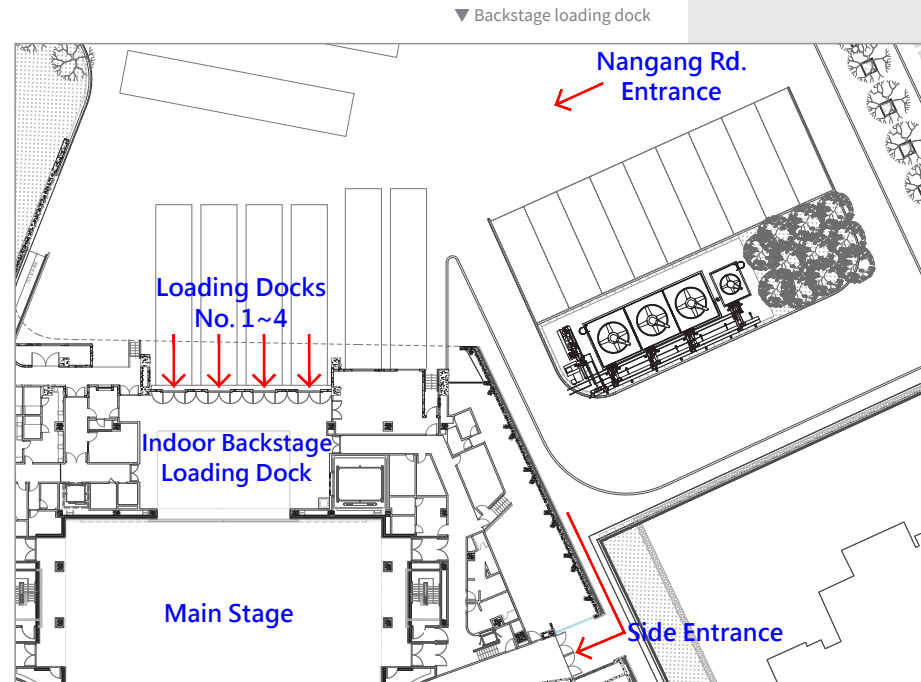 ▼ Backstage loading dock
Nangang Rd.
Entrance
Loading Docks
No. 1~4
Indoor Backstage
Loading Dock
Main Stage
Side Entrance